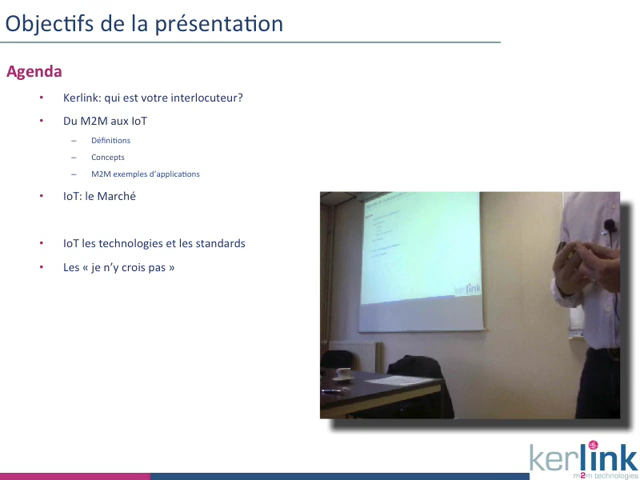 Objectifs de la présentation
Agenda
• Kerlink: qui est votre interlocuteur?
• Du M2M aux IoT
– Définitions
– Concepts
– M2M exemples d'applications
• IoT: le Marché
• IoT les technologies et les standards
• Les « je n'y crois pas »
kerlink
kerlink
m2m technologies